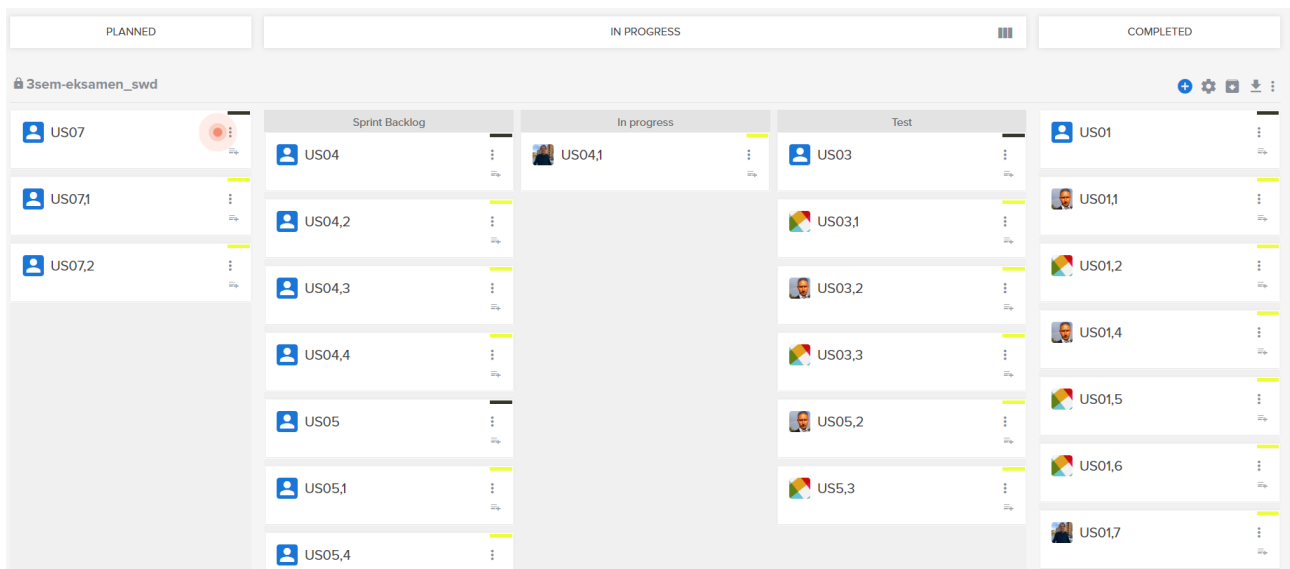 PLANNED
IN PROGRESS
COMPLETED
3sem-eksamen_swd
US07
US07,1
US07,2
Sprint Backlog
US04
US04,2
US04,3
US04,4
US05
US05,1
US05,4
In progress
US04,1
Test
US03
US03,1
US03,2
US03,3
US05,2
US5,3
US01
US01,1
US01,2
US01,4
US01,5
US01,6
US01,7